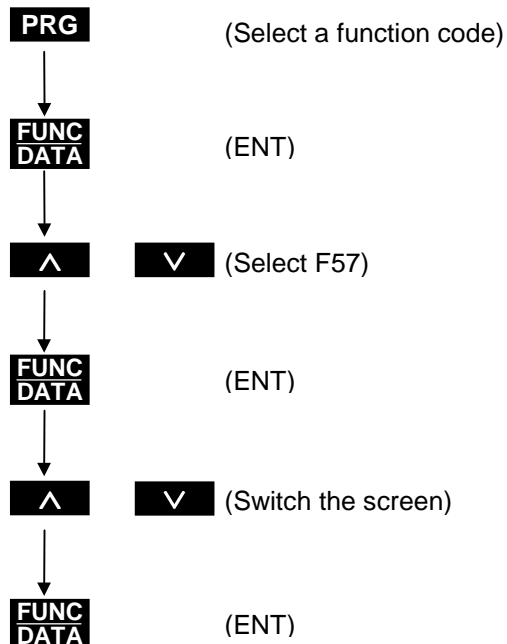 PRG (Select a function code)
FUNC
DATA (ENT)
∧ ∨ (Select F57)
FUNC
DATA (ENT)
∧ ∨ (Switch the screen)
FUNC
DATA (ENT)